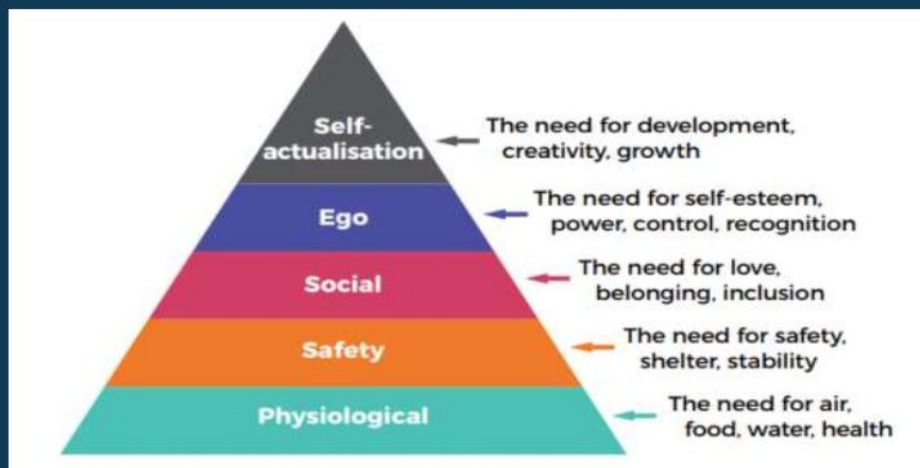 Self-
actualisation
The need for development,
creativity, growth
Ego
The need for self-esteem,
power, control, recognition
Social
The need for love,
belonging, inclusion
Safety
The need for safety,
shelter, stability
Physiological
The need for air,
food, water, health